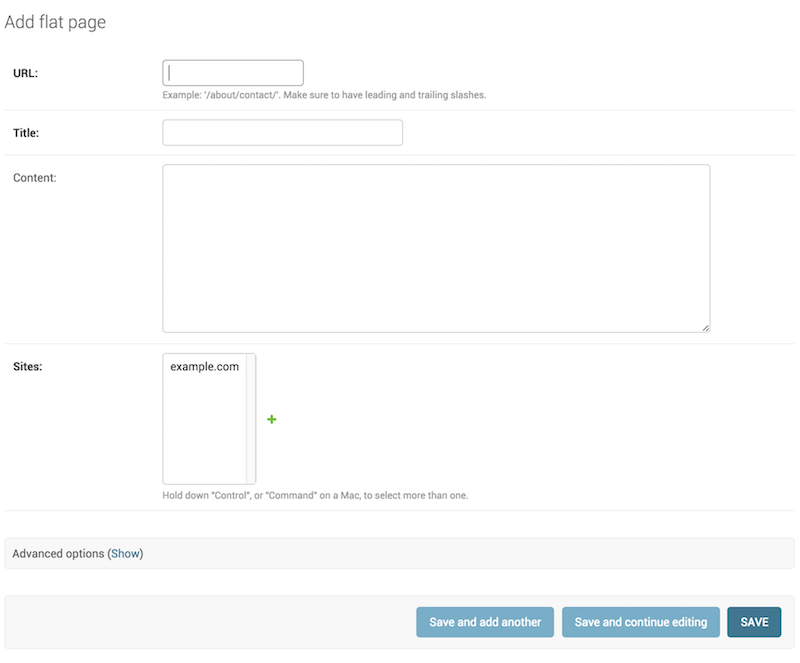 Add flat page
URL:
Example: '/about/contact/'. Make sure to have leading and trailing slashes.
Title:
Content:
Sites:
example.com
Hold down "Control", or "Command" on a Mac, to select more than one.
Advanced options (Show)
Save and add another Save and continue editing SAVE